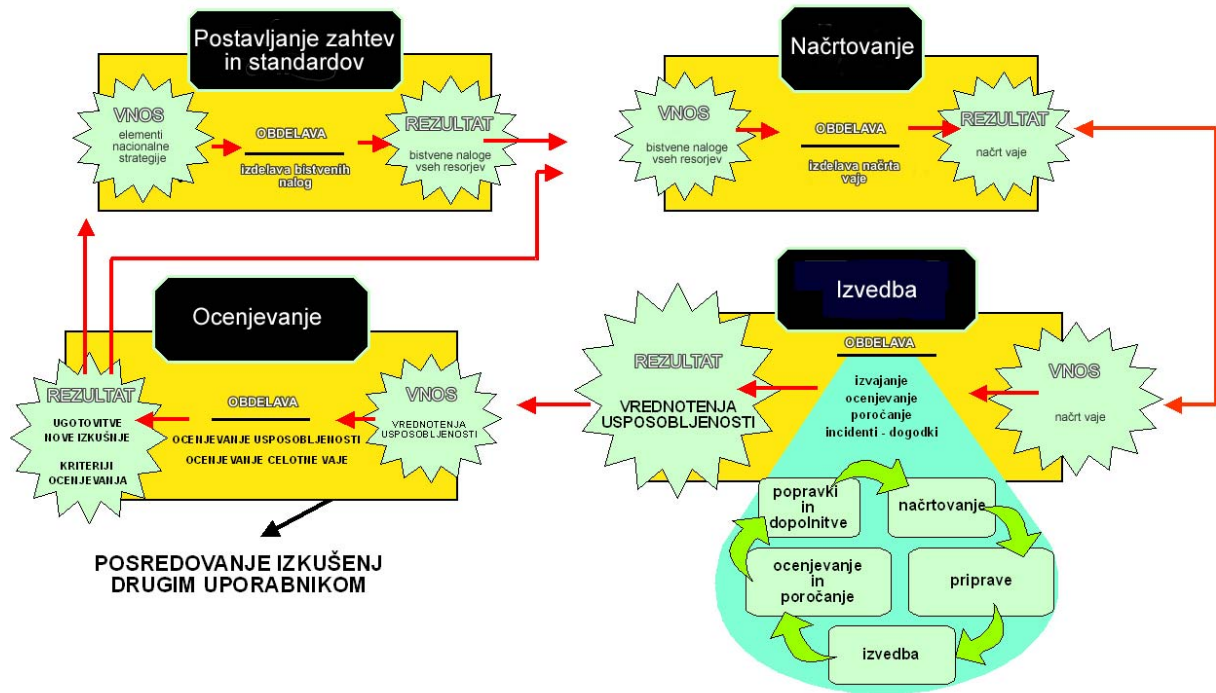 Postavljanje zahtev
in standardov
VNOS
elementi
nacionalne
strategije
OBDELAVA
izdelava bistvenih
nalog
REZULTAT
bistvene naloge
vseh resorjev
Načrtovanje
VNOS
bistvene naloge
vseh resorjev
OBDELAVA
izdelava načrta
vaje
REZULTAT
načrt vaje
Ocenjevanje
REZULTAT
UGOTOVITVE
NOVE IZKUŠNJE
KRITERIJI
OCENJEVANJA
OBDELAVA
OCENJEVANJE USPOSOBLJENOSTI
OCENJEVANJE CELOTNE VAJE
VNOS
VREDNOTENJA
USPOSOBLJENOSTI
POSREDOVANJE IZKUŠENJ
DRUGIM UPORABNIKOM
Izvedba
REZULTAT
VREDNOTENJA
USPOSOBLJENOSTI
OBDELAVA
izvajanje
ocenjevanje
poročanje
incidenti - dogodki
VNOS
načrt vaje
popravki
in
dopolnitve
načrtovanje
ocenjevanje
in
poročanje
priprave
izvedba